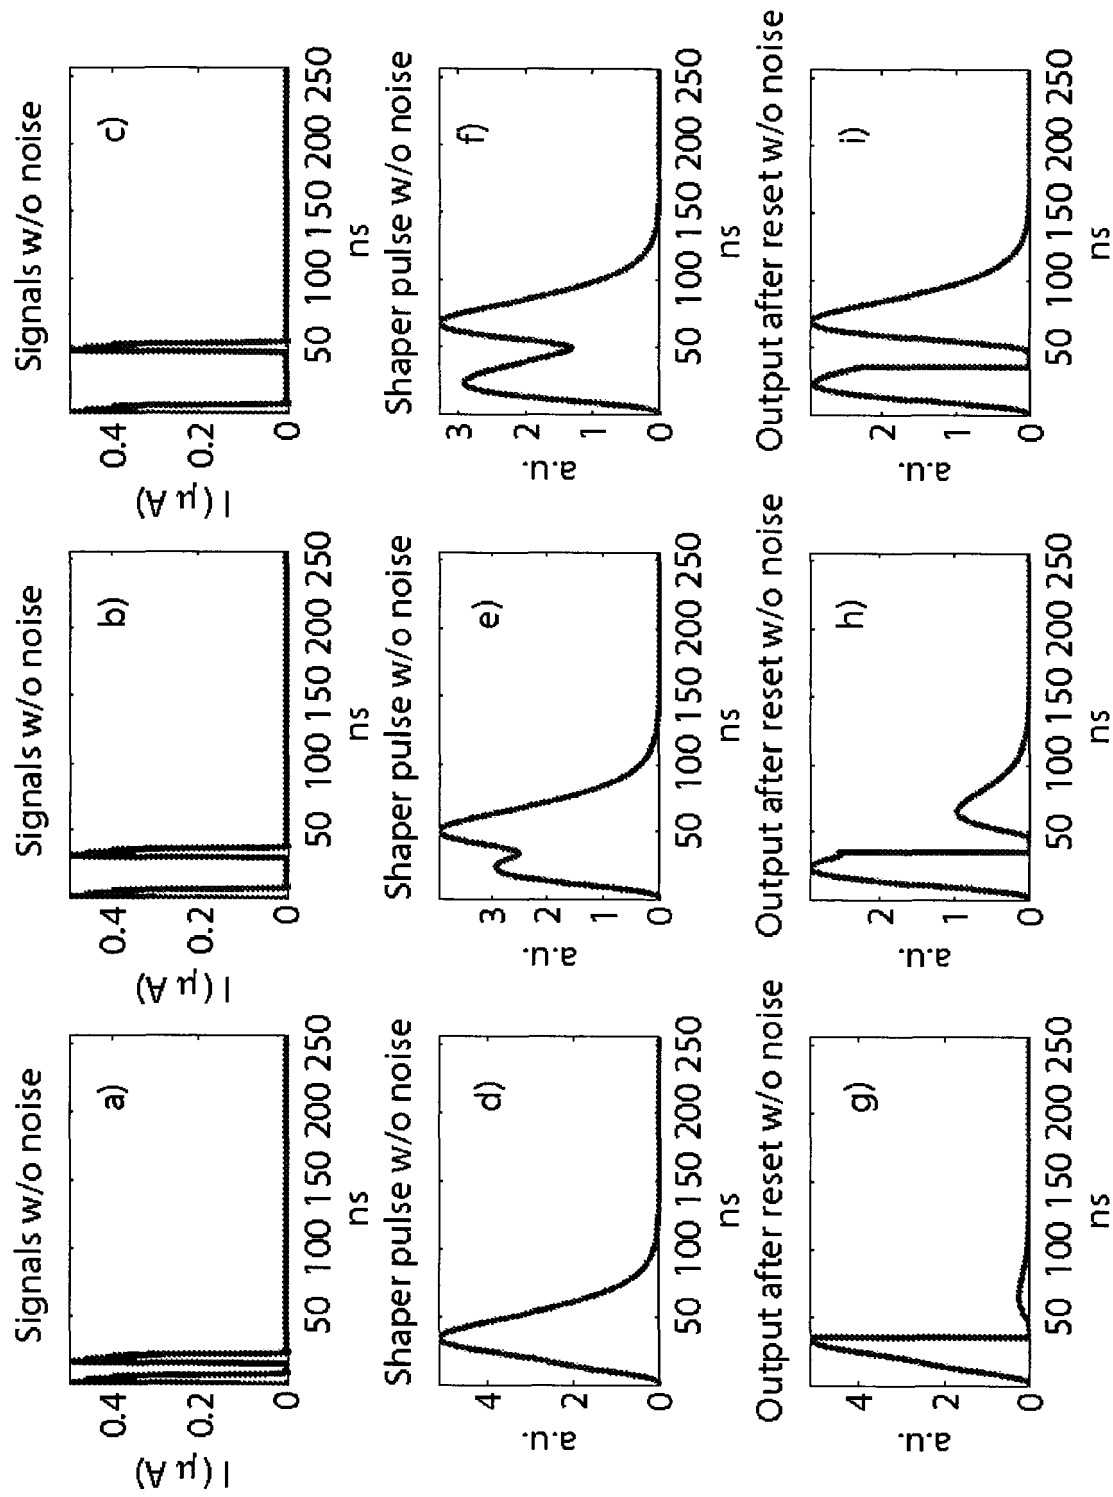 Signals w/o noise
a)
I (μ A)
0.4
0.2
0
50 100 150 200 250
ns
Signals w/o noise
b)
I (μ A)
0.4
0.2
0
50 100 150 200 250
ns
Signals w/o noise
c)
I (μ A)
0.4
0.2
0
50 100 150 200 250
ns
Shaper pulse w/o noise
d)
a.u.
4
2
0
50 100 150 200 250
ns
Shaper pulse w/o noise
e)
a.u.
3
2
1
0
50 100 150 200 250
ns
Shaper pulse w/o noise
f)
a.u.
3
2
1
0
50 100 150 200 250
ns
Output after reset w/o noise
g)
a.u.
4
2
0
50 100 150 200 250
ns
Output after reset w/o noise
h)
a.u.
2
1
0
50 100 150 200 250
ns
Output after reset w/o noise
i)
a.u.
2
1
0
50 100 150 200 250
ns